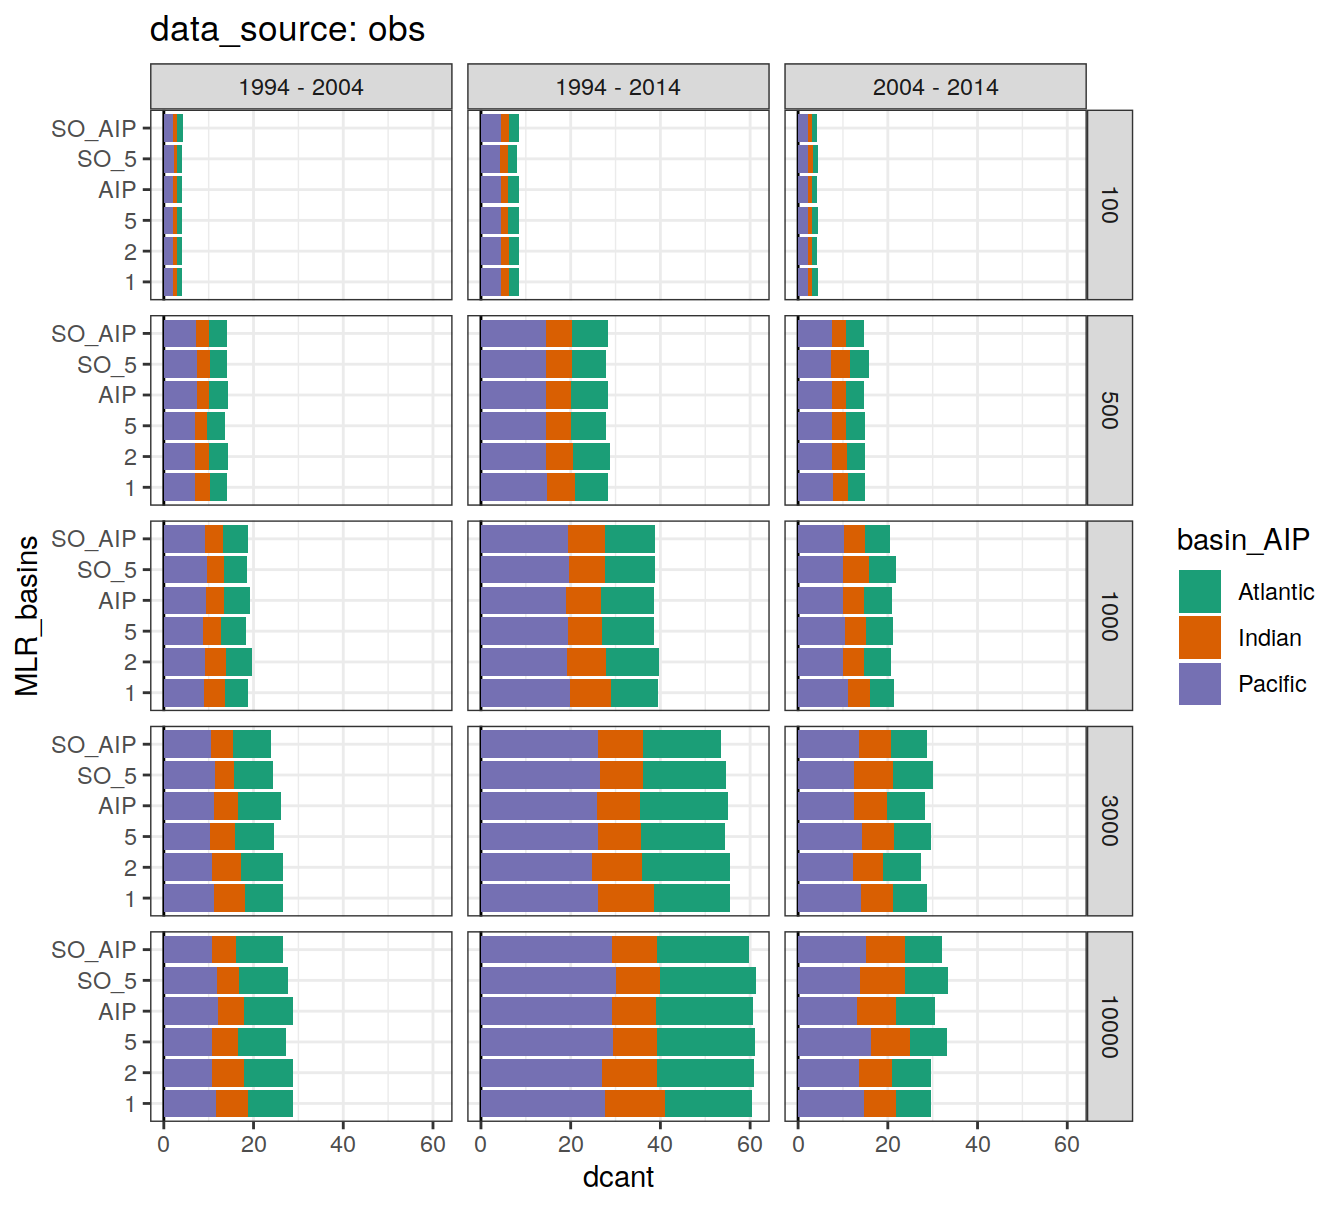 data_source: obs
1994 - 2004
1994 - 2014
2004 - 2014
SO_AIP
SO_5
AIP
5
2
1
100
SO_AIP
SO_5
AIP
5
2
1
500
SO_AIP
SO_5
AIP
5
2
1
1000
SO_AIP
SO_5
AIP
5
2
1
3000
SO_AIP
SO_5
AIP
5
2
1
10000
0 20 40 60
0 20 40 60
0 20 40 60
dcant
MLR_basins
basin_AIP
Atlantic
Indian
Pacific